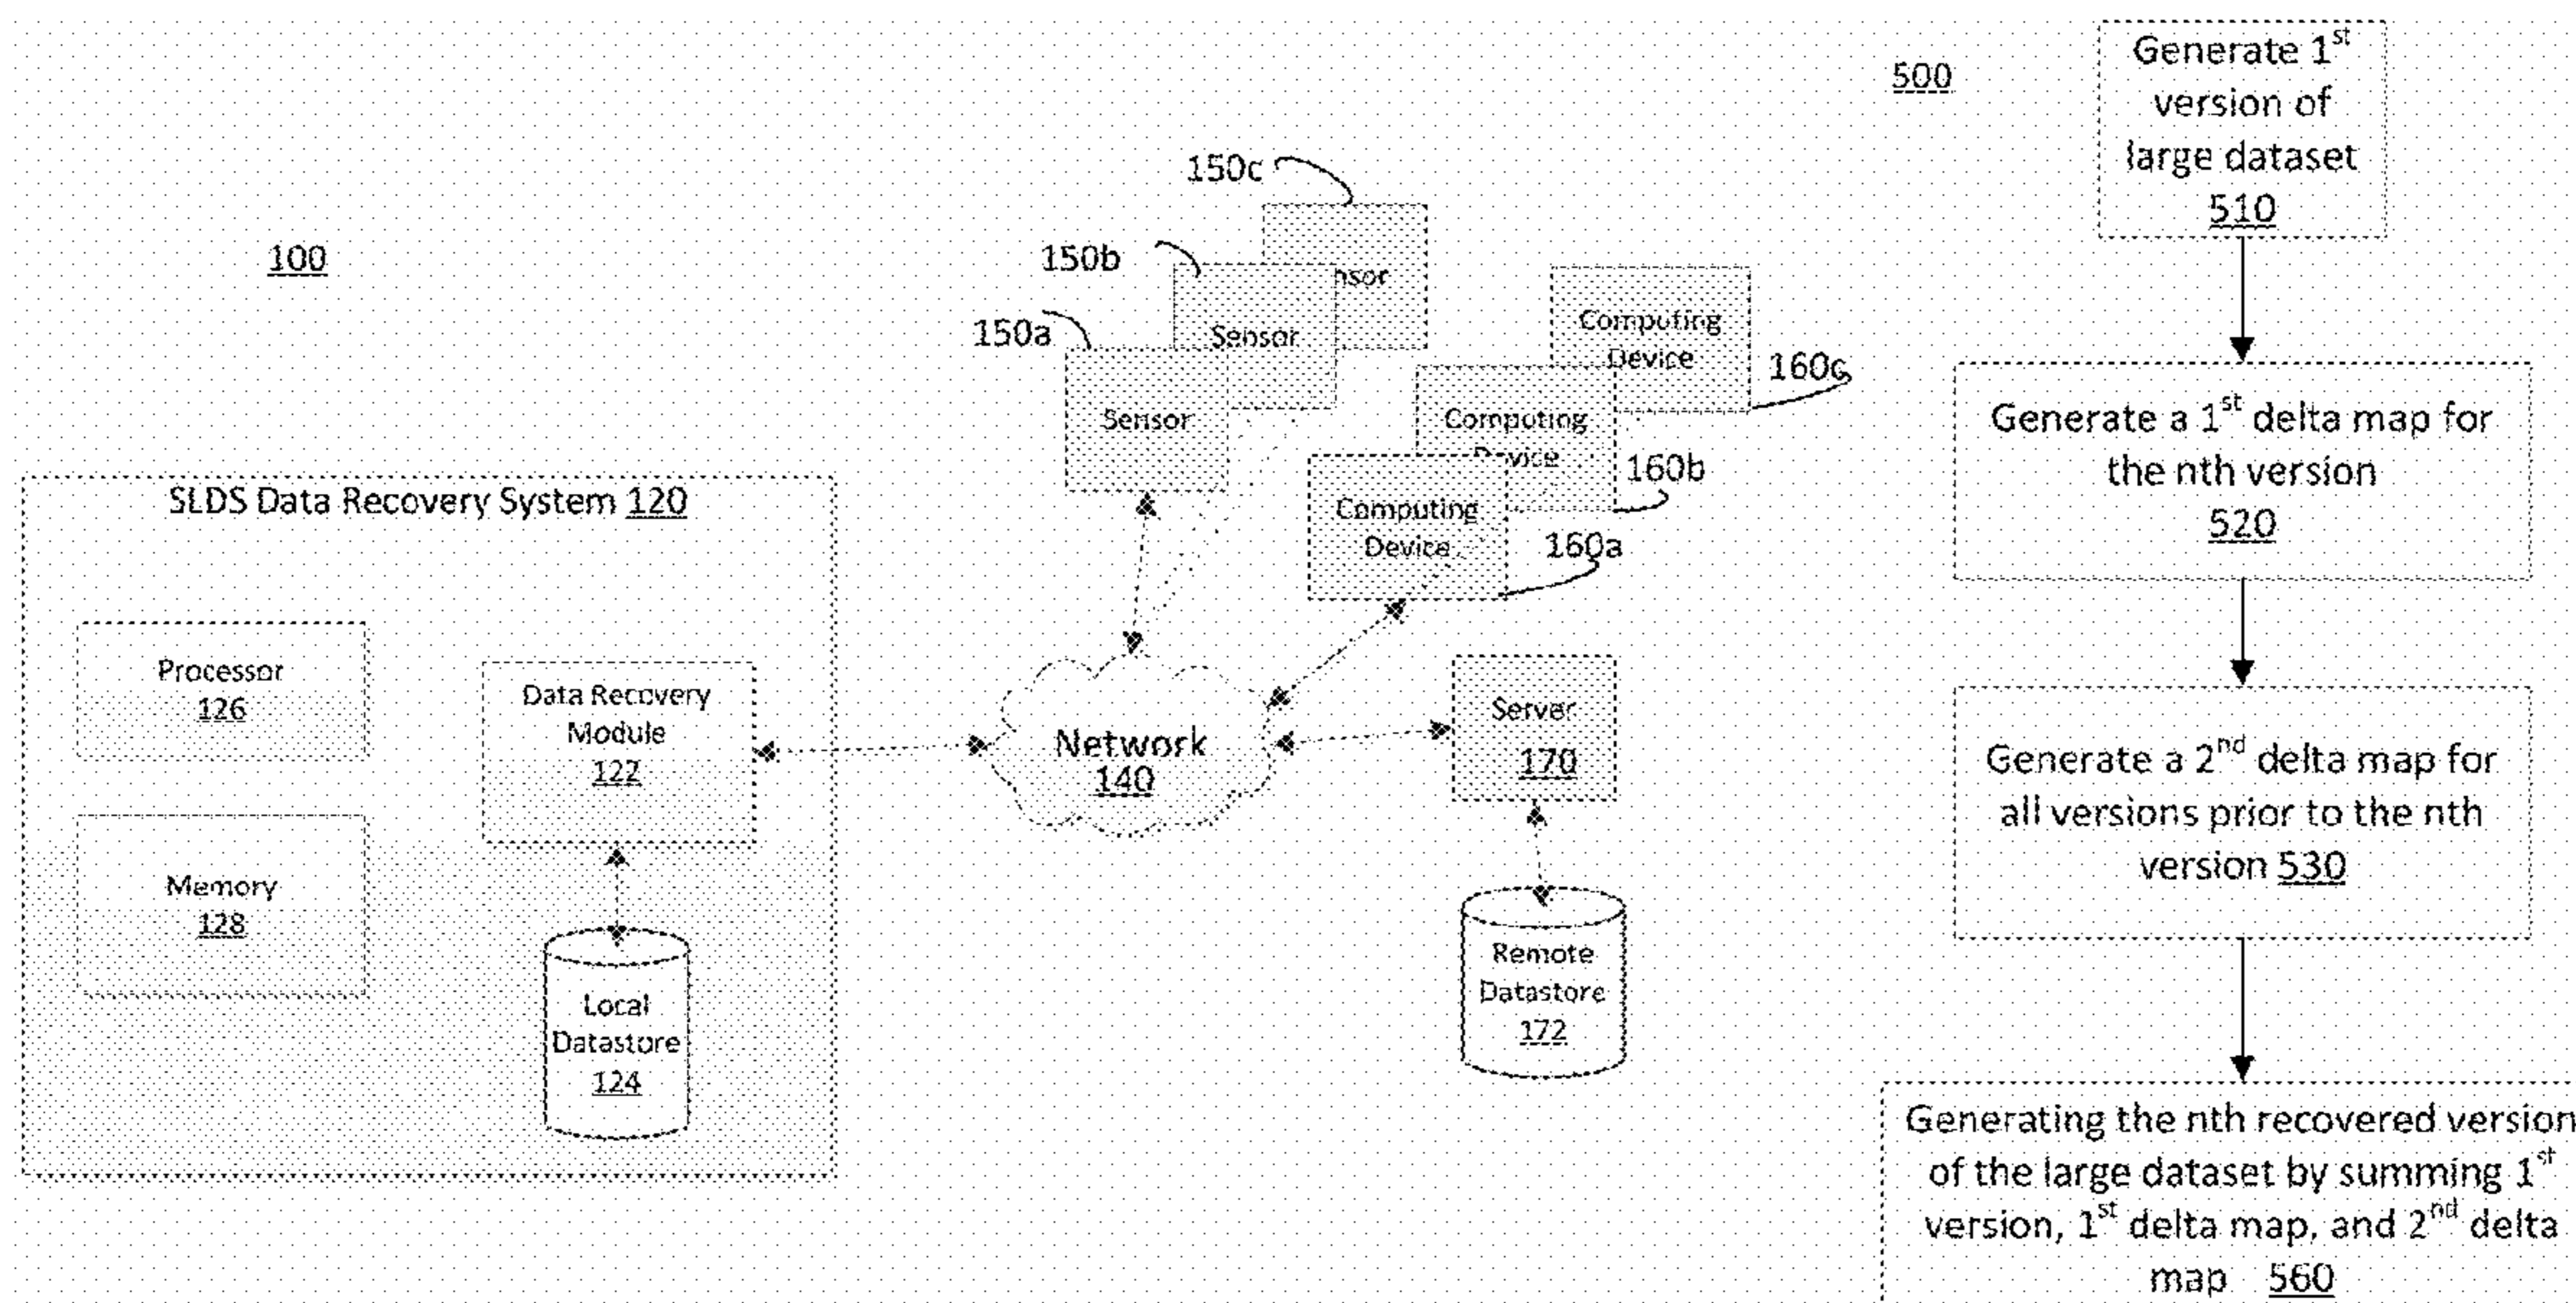 100
SLDS Data Recovery System 120
Processor
126
Memory
128
Data Recovery
Module
122
Local
Datastore
124
150c
150b
150a
nsor
Sensor
Sensor
Computing
Device
160c
Computing
160b
Computing
Device
160a
Network
140
Server
170
Remote
Datastore
172
500
Generate 1st
version of
large dataset
510
Generate a 1st delta map for
the nth version
520
Generate a 2nd delta map for
all versions prior to the nth
version 530
Generating the nth recovered version
of the large dataset by summing 1st
version, 1st delta map, and 2nd delta
map 560